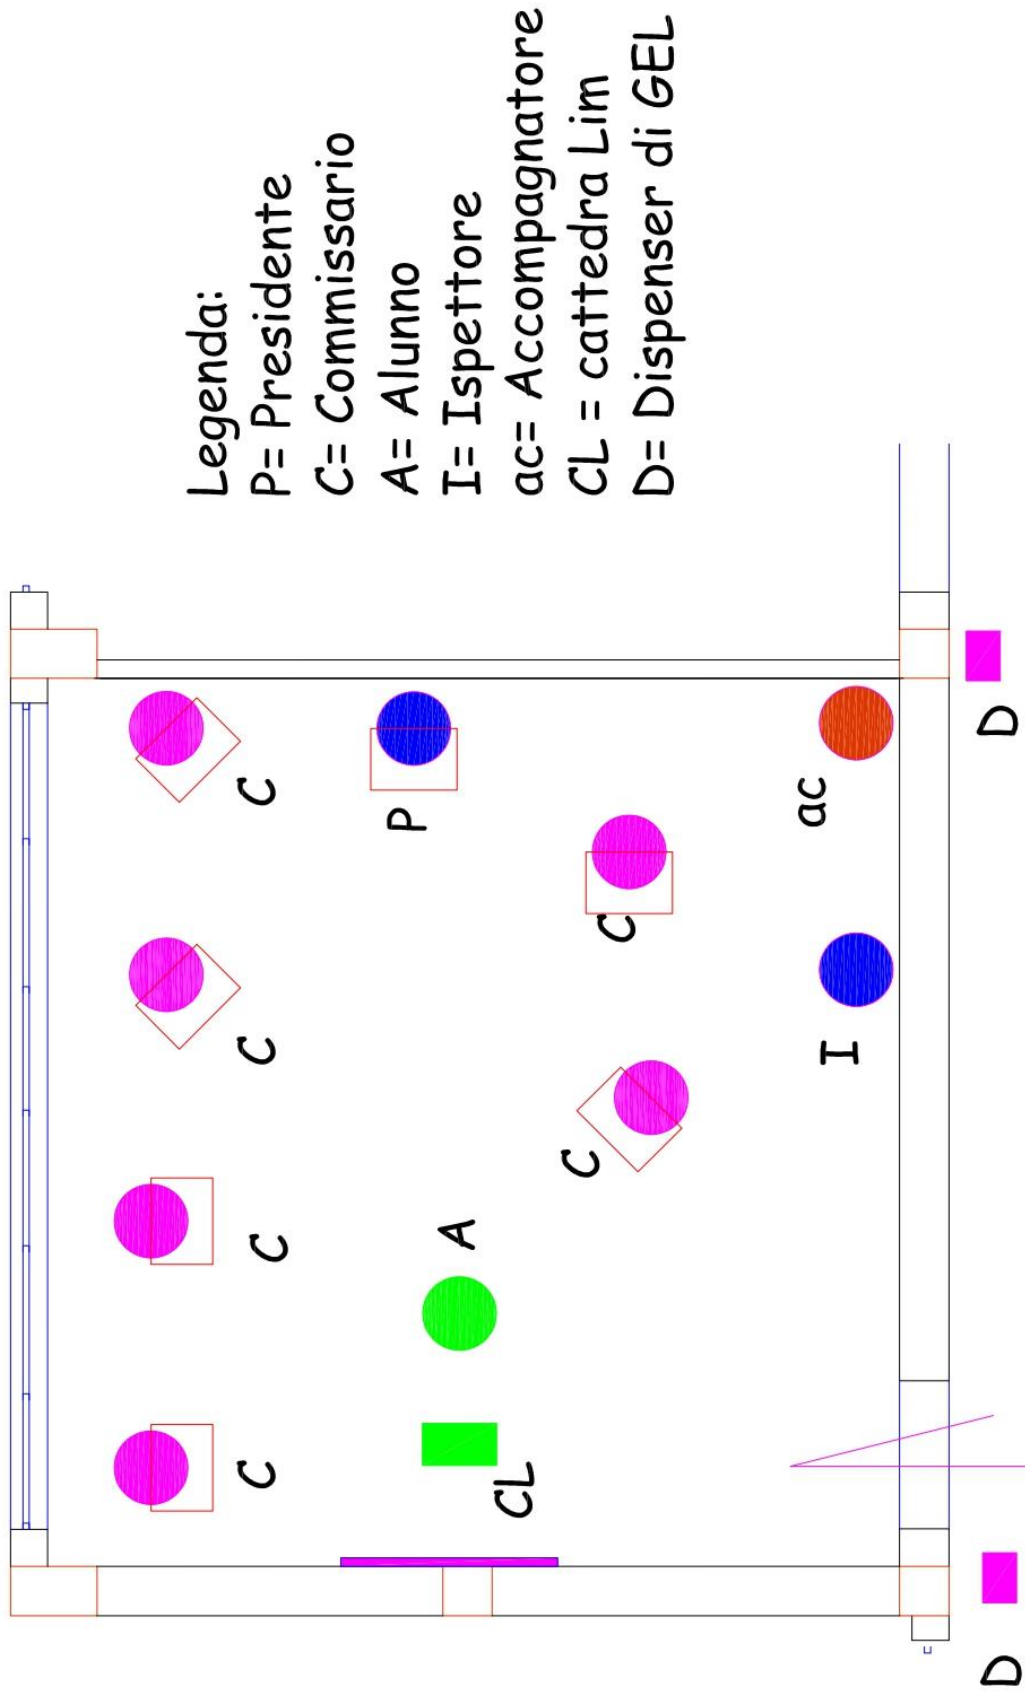 Legenda:
P= Presidente
C= Commissario
A= Alunno
I= Ispettore
ac= Accompagnatore
CL = cattedra Lim
D= Dispenser di GEL
C
C
C
C
P
A
CL
C
C
ac
I
D
D